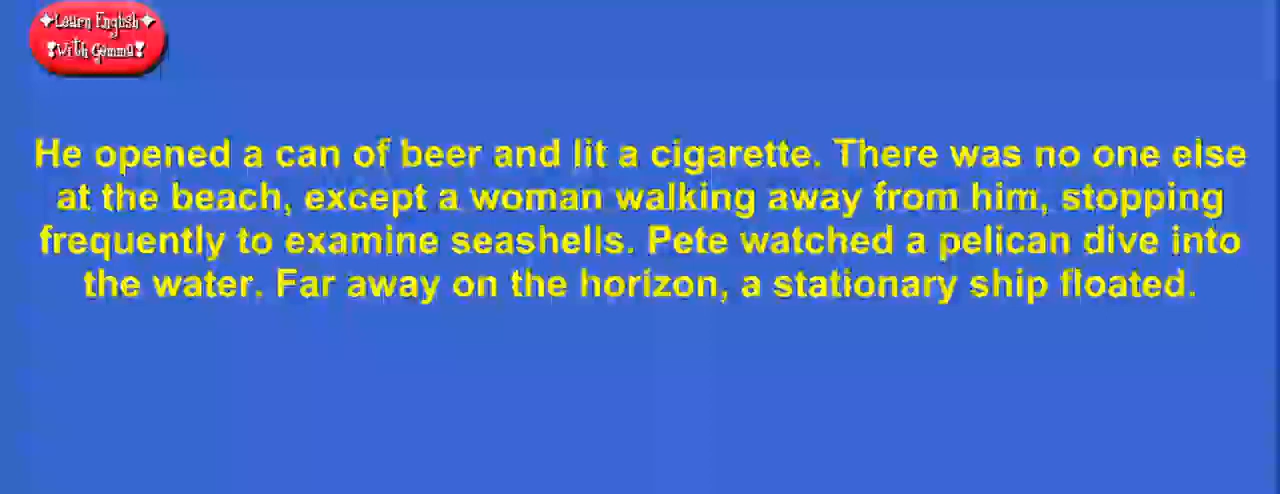 Learn English
With Gemma
He opened a can of beer and lit a cigarette. There was no one else
at the beach, except a woman walking away from him, stopping
frequently to examine seashells. Pete watched a pelican dive into
the water. Far away on the horizon, a stationary ship floated.